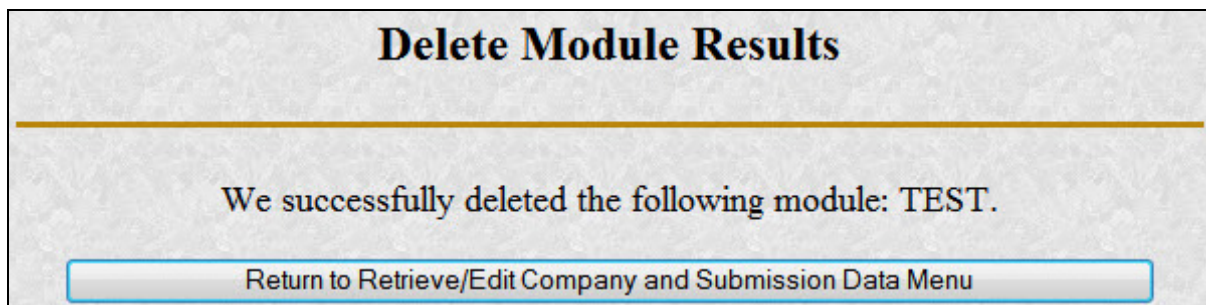 Delete Module Results
We successfully deleted the following module: TEST.
Return to Retrieve/Edit Company and Submission Data Menu